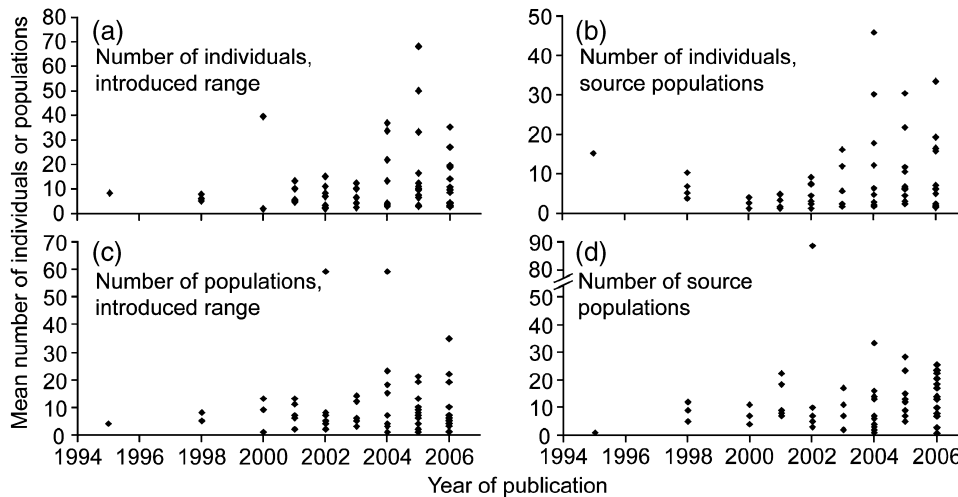 Mean number of individuals or populations
80
70
60
50
40
30
20
10
0
(a)
Number of individuals,
introduced range
50
40
30
20
10
0
(b)
Number of individuals,
source populations
70
60
50
40
30
20
10
0
(c)
Number of populations,
introduced range
1994 1996 1998 2000 2002 2004 2006
90
80
30
20
10
0
(d)
Number of source
populations
1994 1996 1998 2000 2002 2004 2006
Year of publication